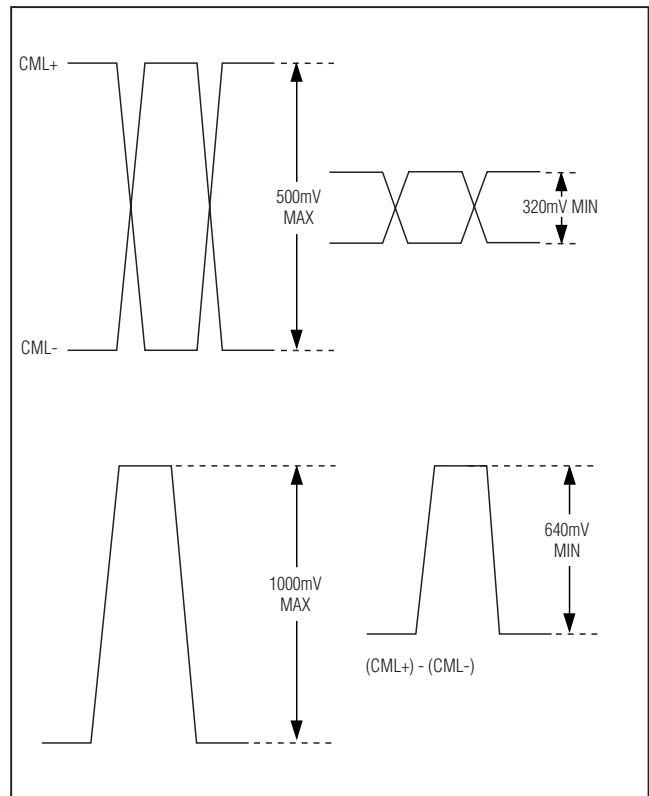 CML+
500mV
MAX
320mV MIN
CML-
1000mV
MAX
640mV
MIN
(CML+) - (CML-)